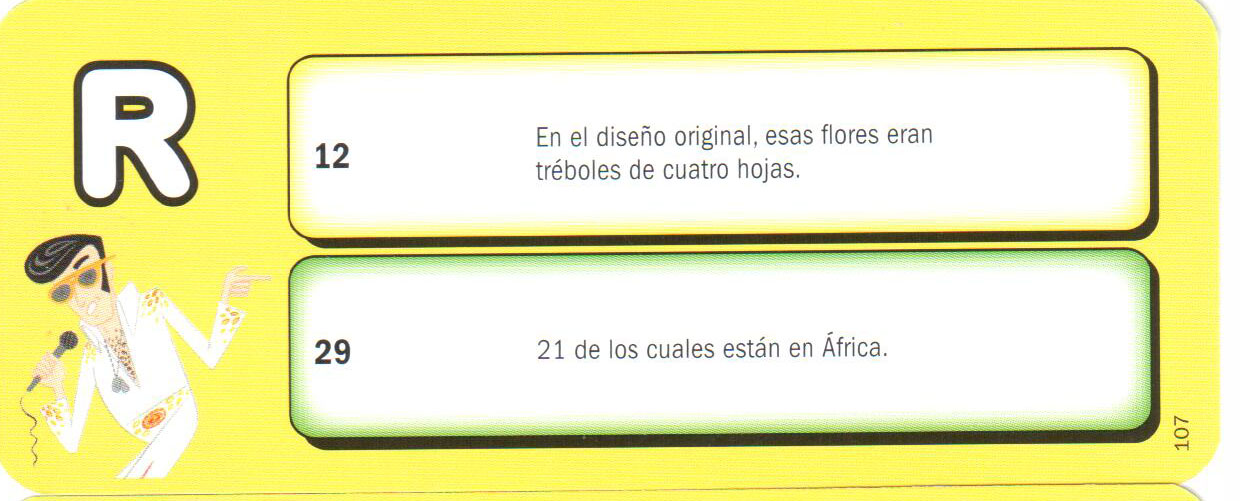 R
12
En el diseño original, esas flores eran
tréboles de cuatro hojas.
29
21 de los cuales están en África.
107